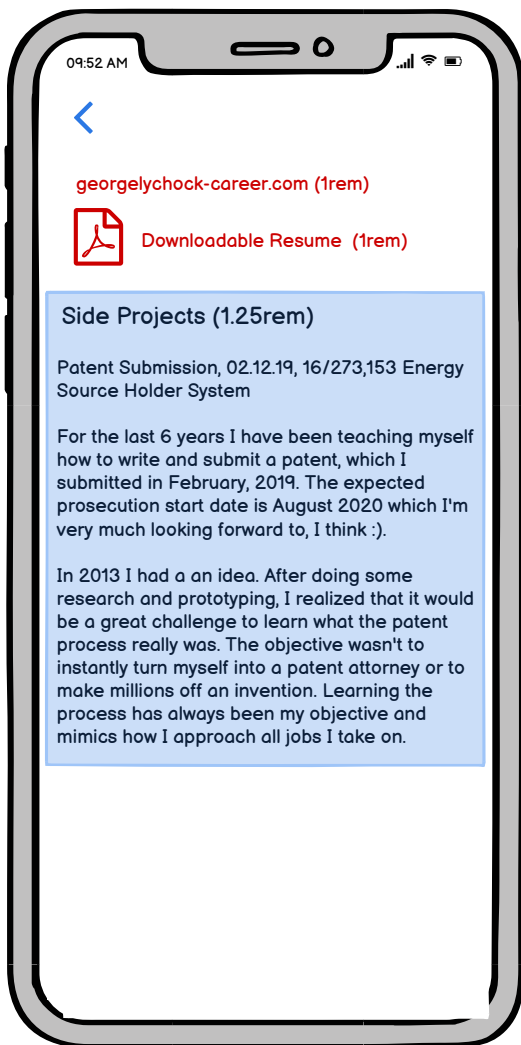 09:52 AM
georgelychock-career.com (1rem)
Downloadable Resume (1rem)
Side Projects (1.25rem)
Patent Submission, 02.12.19, 16/273,153 Energy
Source Holder System
For the last 6 years I have been teaching myself
how to write and submit a patent, which I
submitted in February, 2019. The expected
prosecution start date is August 2020 which I'm
very much looking forward to, I think :).
In 2013 I had a an idea. After doing some
research and prototyping, I realized that it would
be a great challenge to learn what the patent
process really was. The objective wasn't to
instantly turn myself into a patent attorney or to
make millions off an invention. Learning the
process has always been my objective and
mimics how I approach all jobs I take on.